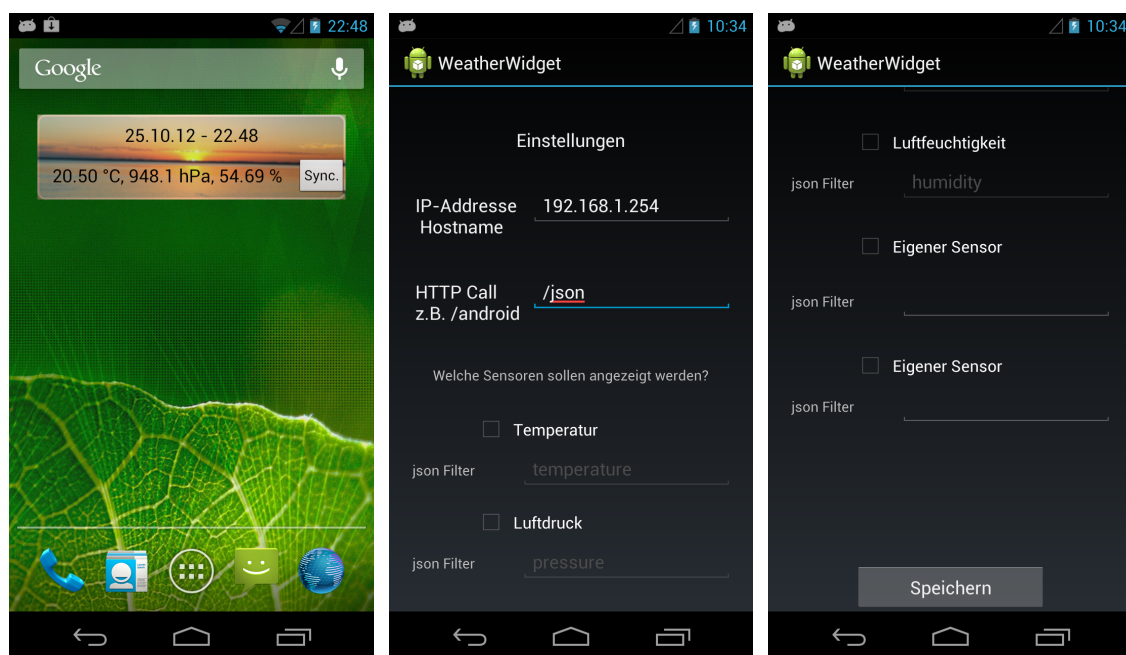 22:48
Google
25.10.12 - 22.48
20.50 °C, 948.1 hPa, 54.69 %
Sync.
10:34
WeatherWidget
Einstellungen
IP-Addresse
Hostname
192.168.1.254
HTTP Call
z.B. /android
/json
Welche Sensoren sollen angezeigt werden?
Temperatur
json Filter
temperature
Luftdruck
json Filter
pressure
10:34
WeatherWidget
Luftfeuchtigkeit
json Filter
humidity
Eigener Sensor
json Filter
Eigener Sensor
json Filter
Speichern